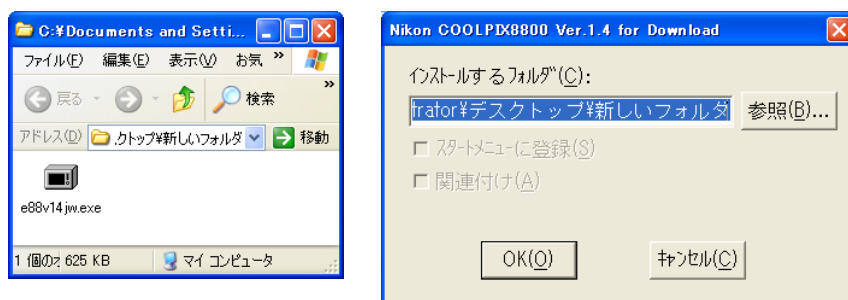 C:¥Documents and Setti...
ファイル(F) 編集(E) 表示(V) お気 »
戻る 検索 »
アドレス(D) クトップ¥新しいフォルダ 移動
e88v14jw.exe
1 個のオ 625 KB マイ コンピュータ
Nikon COOLPIX8800 Ver.1.4 for Download
インストールするフォルダ(C):
trator¥デスクトップ¥新しいフォルダ 参照(B)...
スタートメニューに登録(S)
関連付け(A)
OK(O) キャンセル(C)